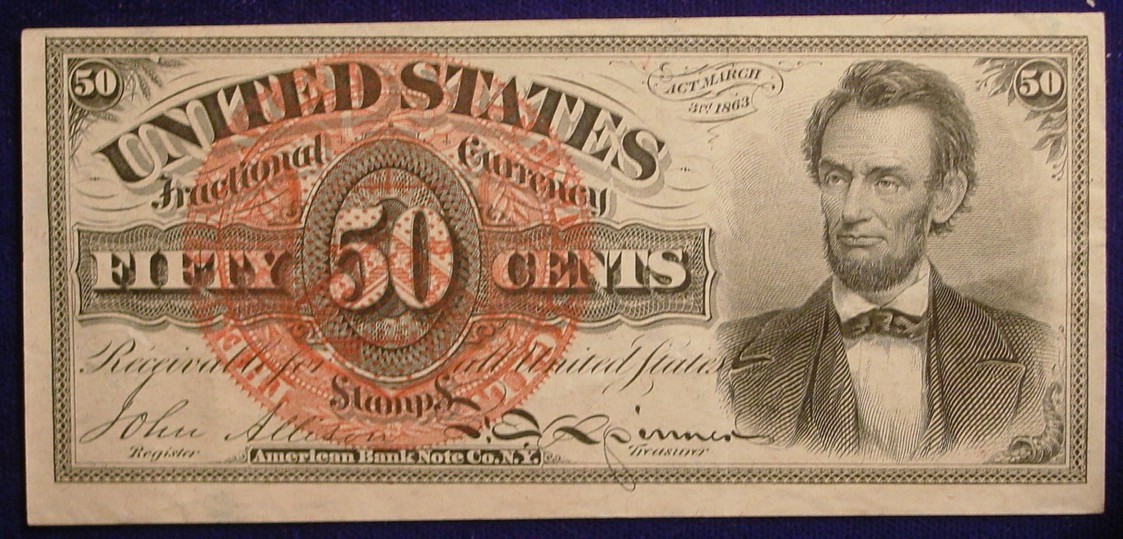 50
50
ACT MARCH
3RD 1863
UNITED STATES
Fractional Currency
FIFTY 50 CENTS
Receivable for all United States
Stamps
John Allison
Register
Treasurer
American Bank Note Co. N.Y.